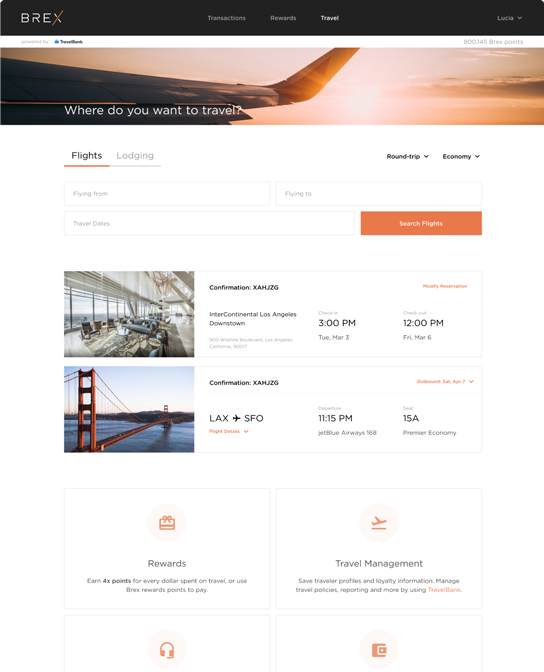 BREX
Transactions
Rewards
Travel
Lucia
powered by TravelBank
800,145 Brex points
Where do you want to travel?
Flights
Lodging
Round-trip
Economy
Flying from
Flying to
Travel Dates
Search Flights
Confirmation: XAHJZG
Modify Reservation
InterContinental Los Angeles
Downtown
900 Wilshire Boulevard, Los Angeles
California, 90017
Check-in
3:00 PM
Tue, Mar 3
Check-out
12:00 PM
Fri, Mar 6
Confirmation: XAHJZG
Outbound: Sat, Apr 7
LAX ✈ SFO
Flight Details
Departure
11:15 PM
jetBlue Airways 168
Seat
15A
Premier Economy
Rewards
Earn 4x points for every dollar spent on travel, or use
Brex rewards points to pay.
Travel Management
Save traveler profiles and loyalty information. Manage
travel policies, reporting and more by using TravelBank.